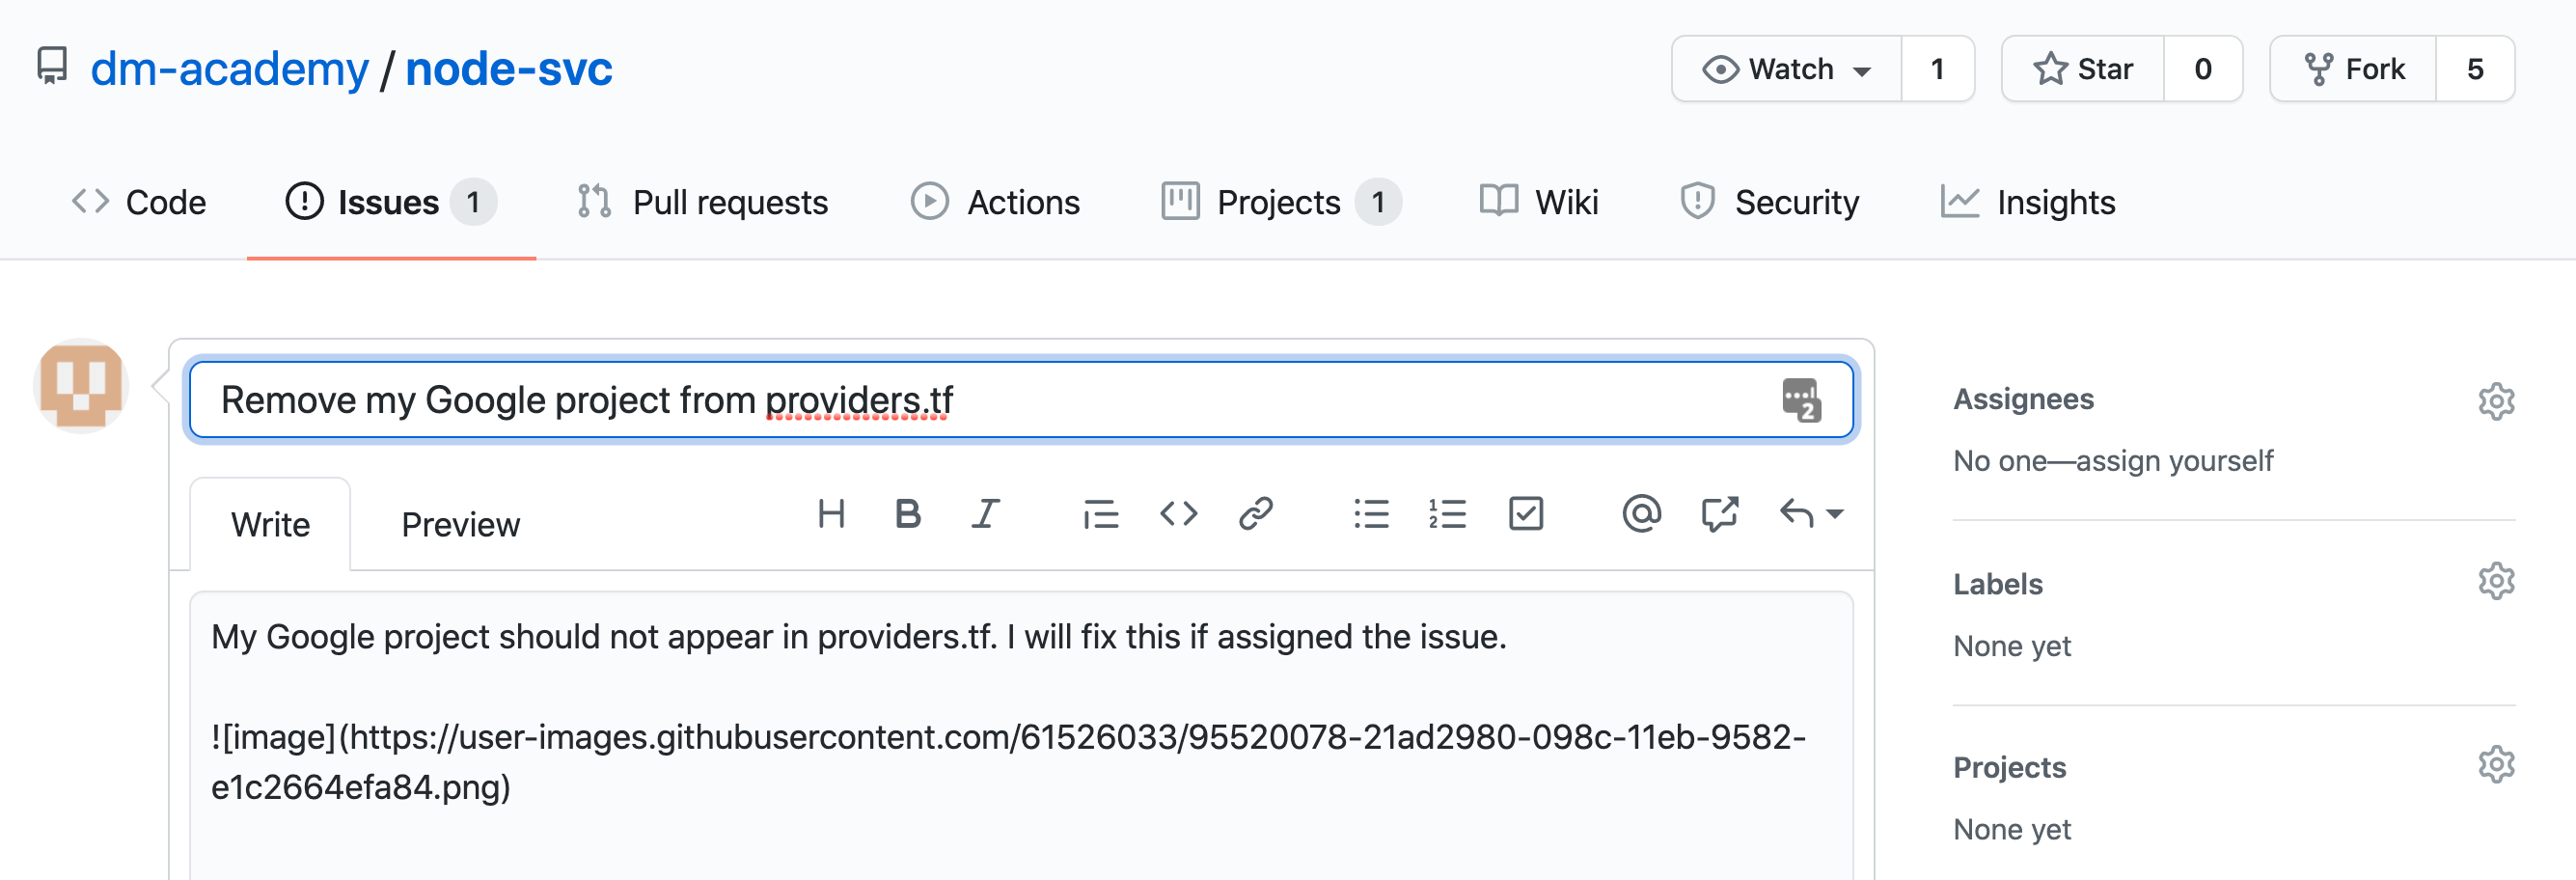 dm-academy / node-svc
Watch 1 Star 0 Fork 5
Code Issues 1 Pull requests Actions Projects 1 Wiki Security Insights
Remove my Google project from providers.tf
2
Write Preview
My Google project should not appear in providers.tf. I will fix this if assigned the issue.
![image](https://user-images.githubusercontent.com/61526033/95520078-21ad2980-098c-11eb-9582-
e1c2664efa84.png)
Assignees
No one—assign yourself
Labels
None yet
Projects
None yet